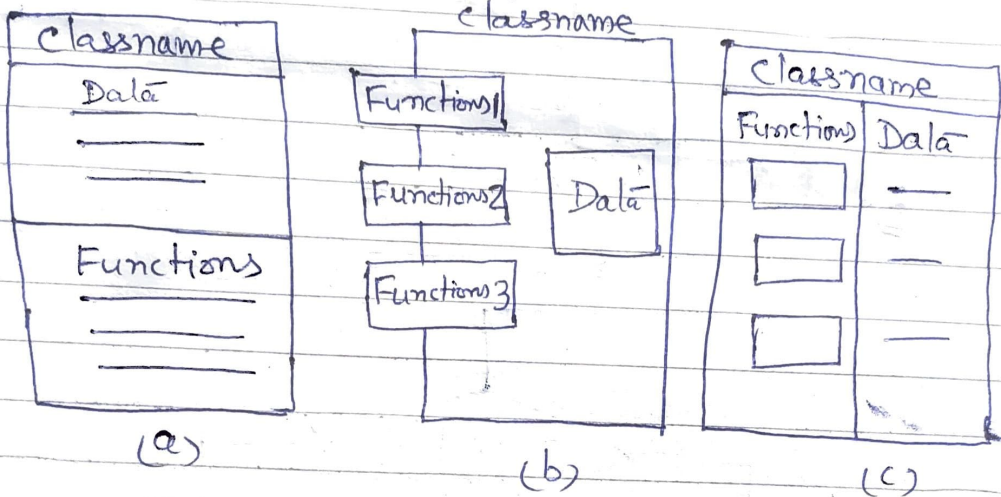 Classname
Data
Functions
(a)
Classname
Functions1
Functions2
Data
Functions3
(b)
Classname
Functions Data
(c)